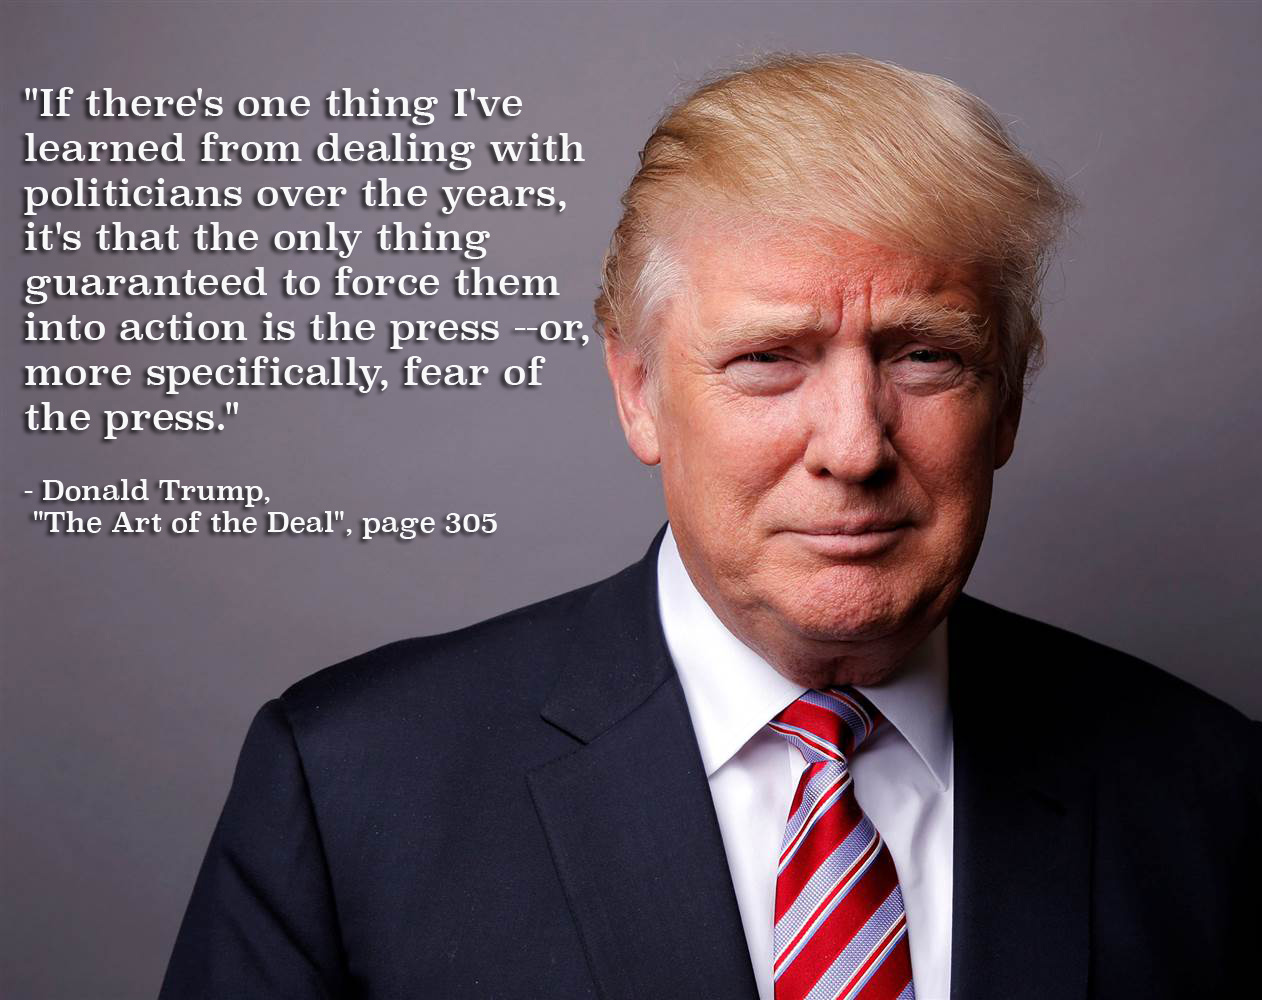 "If there's one thing I've
learned from dealing with
politicians over the years,
it's that the only thing
guaranteed to force them
into action is the press --or,
more specifically, fear of
the press."
- Donald Trump,
"The Art of the Deal", page 305